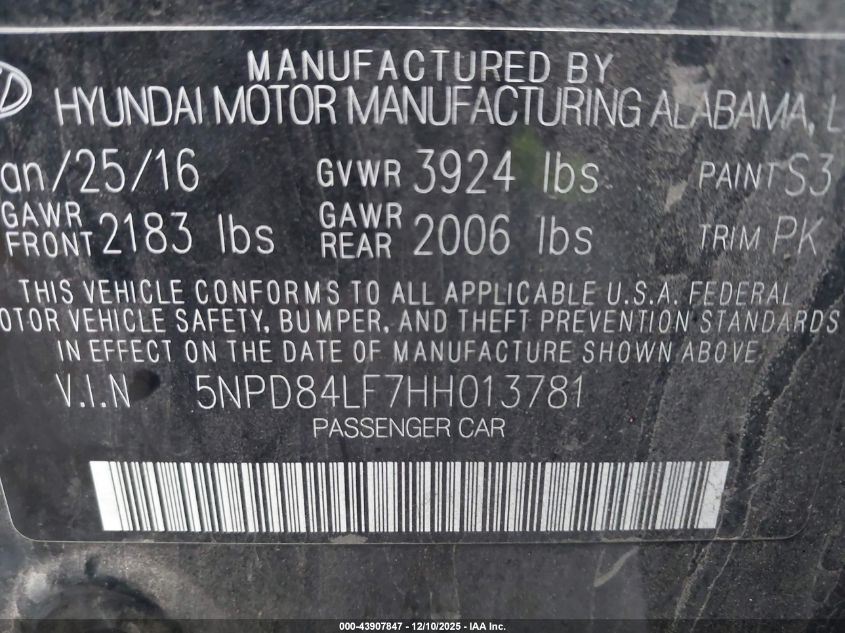 MANUFACTURED BY
HYUNDAI MOTOR MANUFACTURING ALABAMA, L
an/25/16 GVWR 3924 lbs PAINT S3
GAWR FRONT 2183 lbs GAWR REAR 2006 lbs TRIM PK
THIS VEHICLE CONFORMS TO ALL APPLICABLE U.S.A. FEDERAL
OTOR VEHICLE SAFETY, BUMPER, AND THEFT PREVENTION STANDARDS
IN EFFECT ON THE DATE OF MANUFACTURE SHOWN ABOVE
V.I.N 5NPD84LF7HH013781
PASSENGER CAR
000-43907847 — 12/10/2025 — IAA Inc.